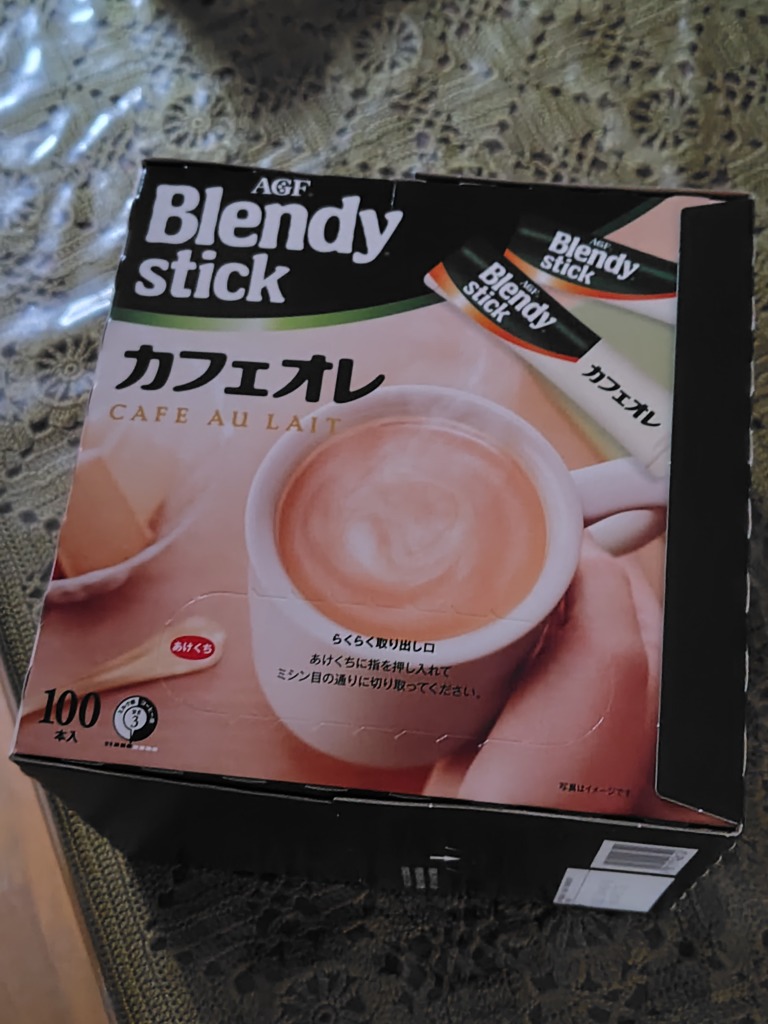 AGF
Blendy
stick
カフェオレ
CAFÉ AU LAIT
AGF
Blendy
stick
AGF
Blendy
stick
カフェオレ
あけくち
らくらく取り出し口
あけくちに指を押し入れて
ミシン目の通りに切り取ってください。
100
本入
3
写真はイメージです